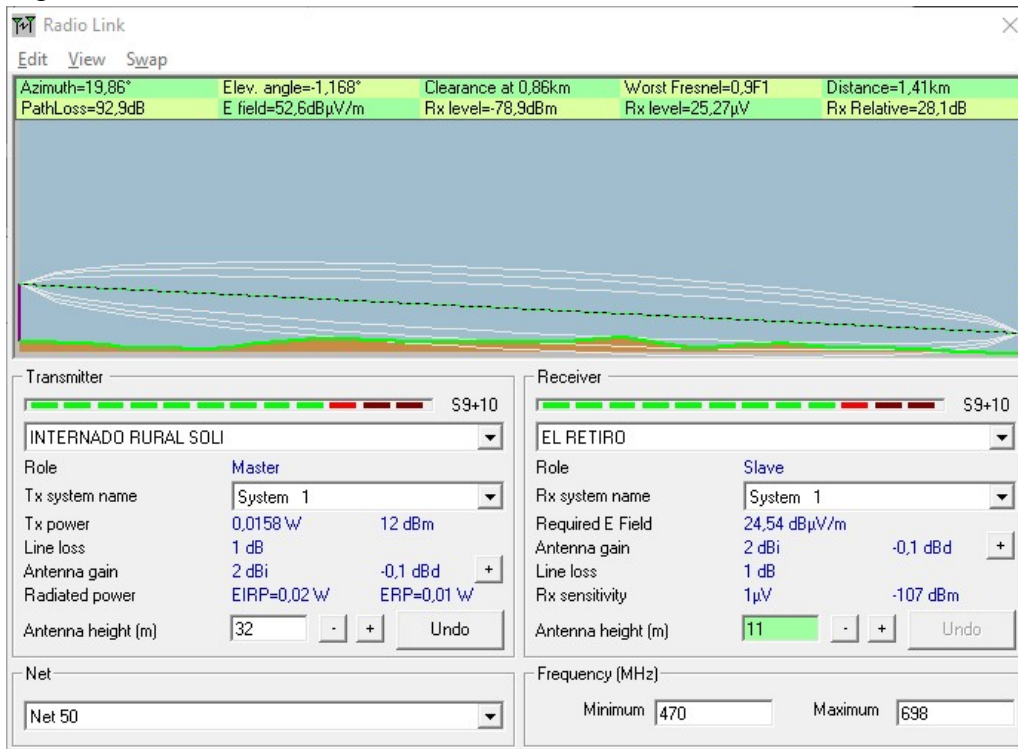 Radio Link
Edit View Swap
Azimuth=19,86° Elev. angle=-1,168° Clearance at 0,86km Worst Fresnel=0,9F1 Distance=1,41km
PathLoss=92,9dB E field=52,6dBµV/m Rx level=-78,9dBm Rx level=25,27µV Rx Relative=28,1dB
Transmitter
S9+10
INTERNADO RURAL SOLI
Role Master
Tx system name System 1
Tx power 0,0158 W 12 dBm
Line loss 1 dB
Antenna gain 2 dBi -0,1 dBd +
Radiated power EIRP=0,02 W ERP=0,01 W
Antenna height (m) 32 - + Undo
Receiver
S9+10
EL RETIRO
Role Slave
Rx system name System 1
Required E Field 24,54 dBµV/m
Antenna gain 2 dBi -0,1 dBd +
Line loss 1 dB
Rx sensitivity 1µV -107 dBm
Antenna height (m) 11 - + Undo
Net
Net 50
Frequency (MHz)
Minimum 470 Maximum 698